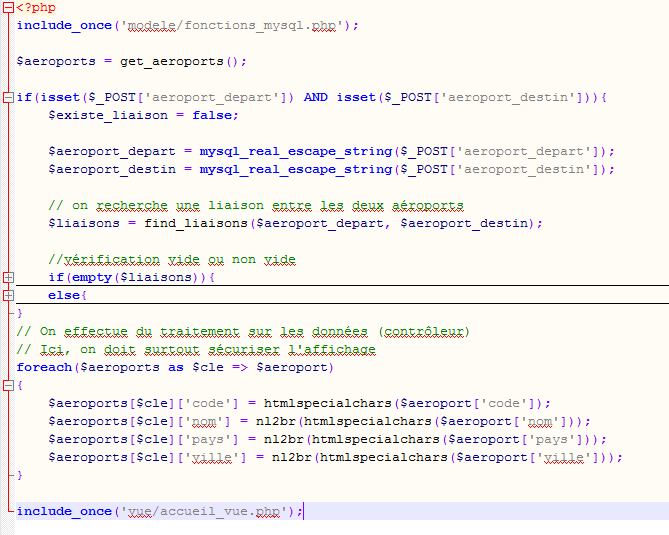 <?php
include_once('modele/fonctions_mysql.php');
$aeroports = get_aeroports();
if(isset($_POST['aeroport_depart']) AND isset($_POST['aeroport_destin'])){
$existe_liaison = false;
$aeroport_depart = mysql_real_escape_string($_POST['aeroport_depart']);
$aeroport_destin = mysql_real_escape_string($_POST['aeroport_destin']);
// on recherche une liaison entre les deux aéroports
$liaisons = find_liaisons($aeroport_depart, $aeroport_destin);
//vérification vide ou non vide
if(empty($liaisons)){
else{
}
// On effectue du traitement sur les données (contrôleur)
// Ici, on doit surtout sécuriser l'affichage
foreach($aeroports as $cle => $aeroport)
{
$aeroports[$cle]['code'] = htmlspecialchars($aeroport['code']);
$aeroports[$cle]['nom'] = nl2br(htmlspecialchars($aeroport['nom']));
$aeroports[$cle]['pays'] = nl2br(htmlspecialchars($aeroport['pays']));
$aeroports[$cle]['ville'] = nl2br(htmlspecialchars($aeroport['ville']));
}
include_once('vue/accueil_vue.php');